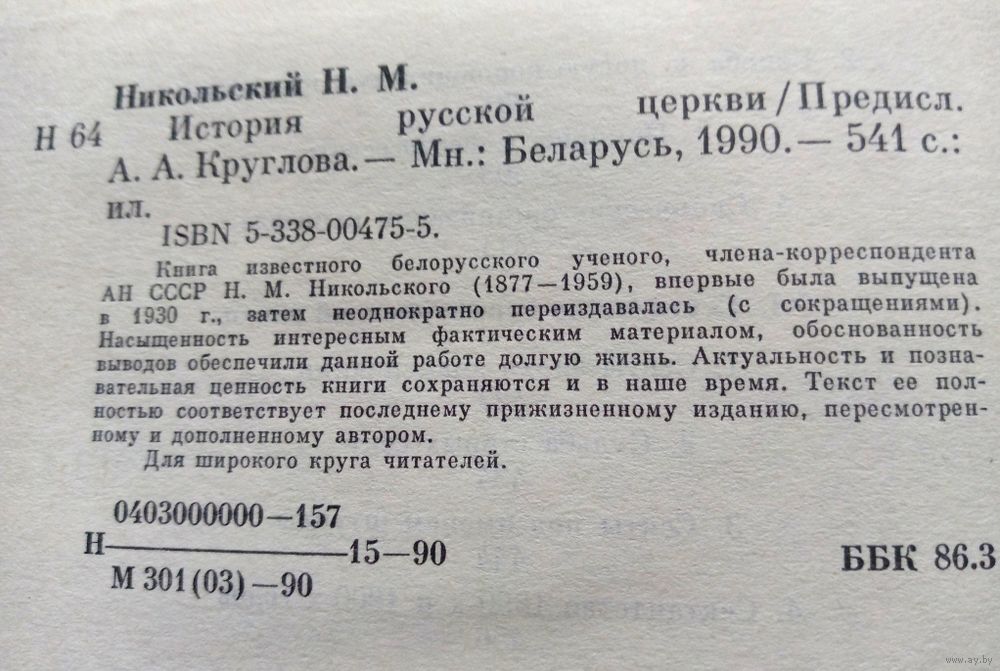 Никольский Н. М.
Н 64 История русской церкви / Предисл.
А. А. Круглова.— Мн.: Беларусь, 1990.— 541 с.:
ил.
ISBN 5-338-00475-5.
Книга известного белорусского ученого, члена-корреспондента
АН СССР Н. М. Никольского (1877—1959), впервые была выпущена
в 1930 г., затем неоднократно переиздавалась (с сокращениями).
Насыщенность интересным фактическим материалом, обоснованность
выводов обеспечили данной работе долгую жизнь. Актуальность и позна-
вательная ценность книги сохраняются и в наше время. Текст ее пол-
ностью соответствует последнему прижизненному изданию, пересмотрен-
ному и дополненному автором.
Для широкого круга читателей.
0403000000—157
Н—15—90
М 301(03)—90
ББК 86.3
www.ay.by